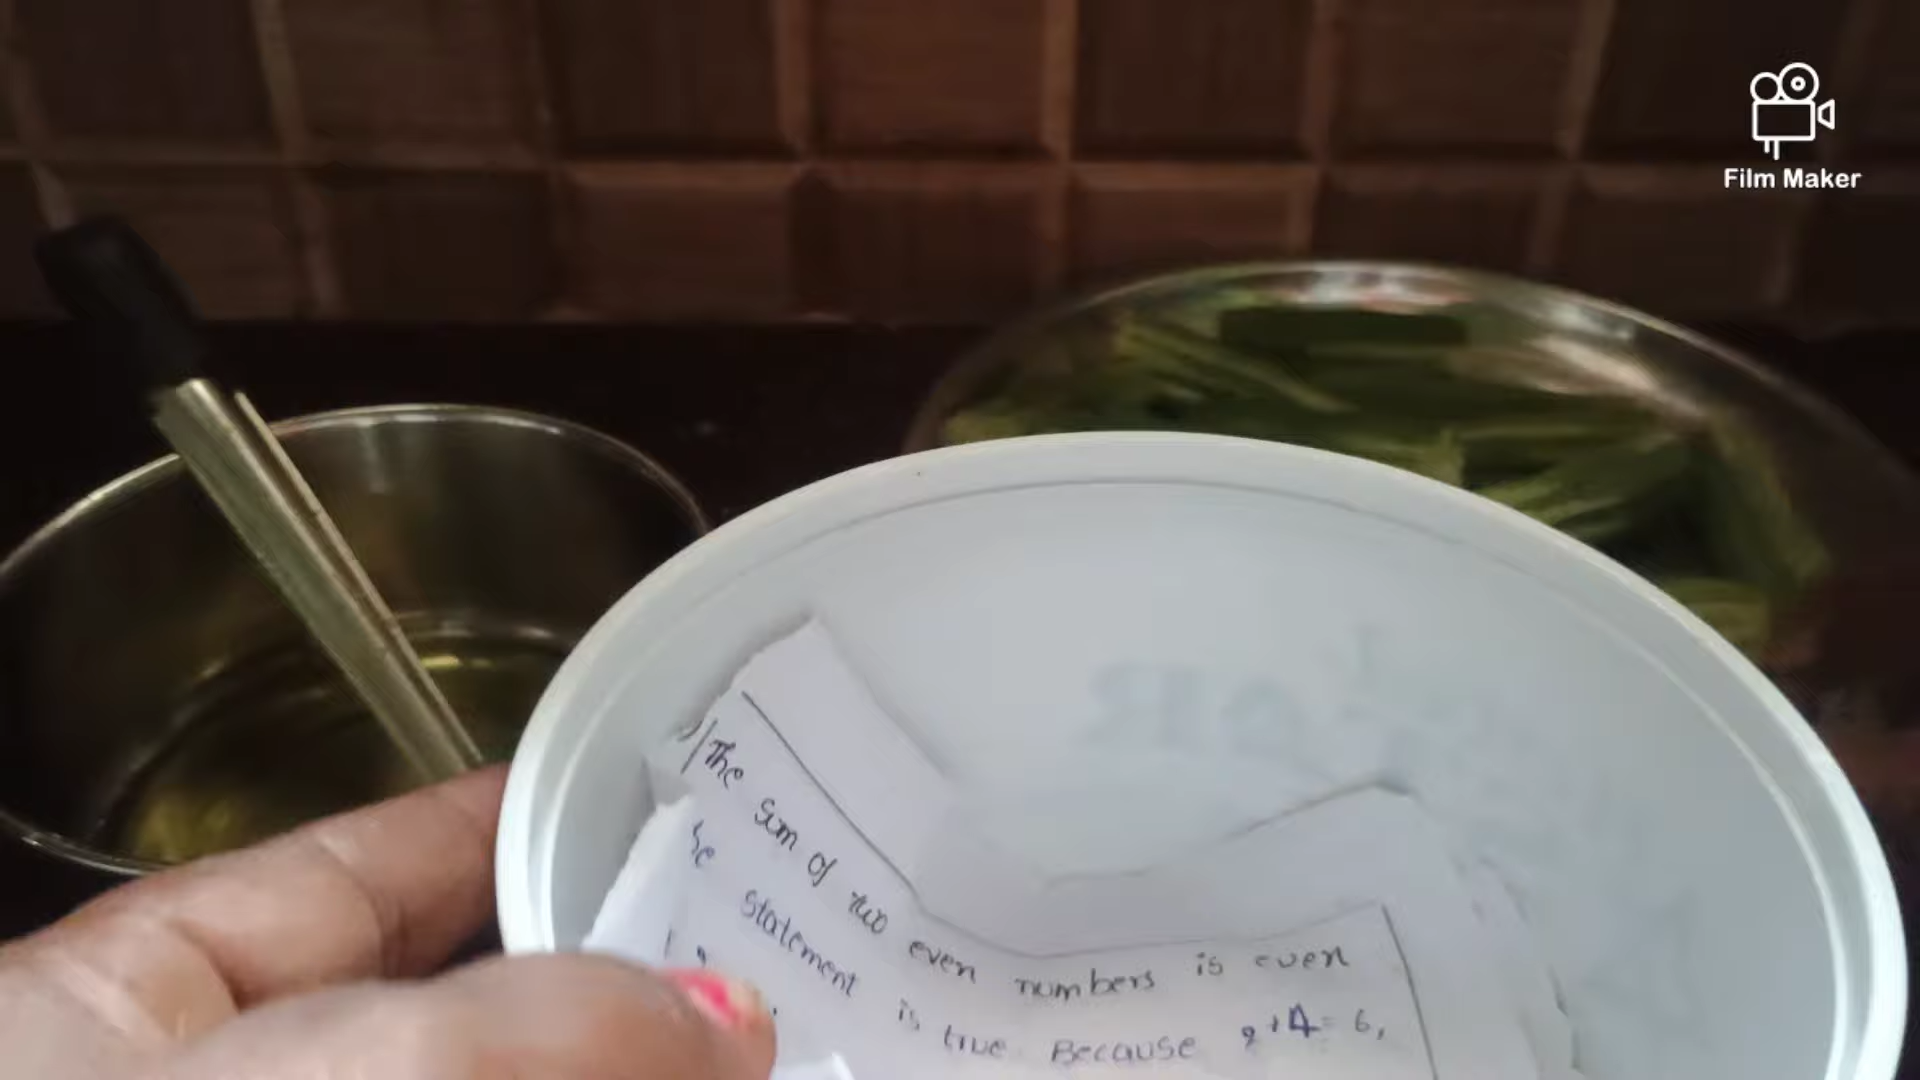 Film Maker
The sum of two even numbers is even
statement is true Because 2+4=6,